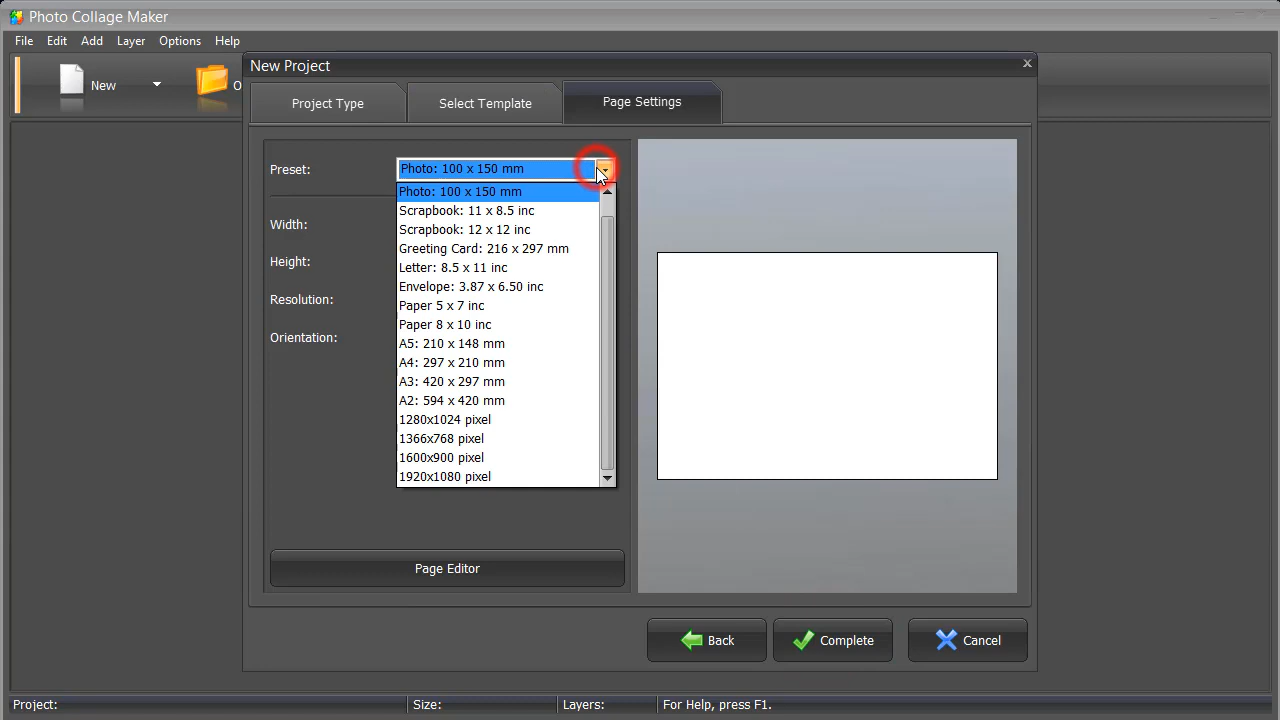 Photo Collage Maker
File Edit Add Layer Options Help
New Project
New
O
Project Type Select Template Page Settings
Preset: Photo: 100 x 150 mm
Photo: 100 x 150 mm
Scrapbook: 11 x 8.5 inc
Width:
Scrapbook: 12 x 12 inc
Greeting Card: 216 x 297 mm
Height:
Letter: 8.5 x 11 inc
Envelope: 3.87 x 6.50 inc
Resolution:
Paper 5 x 7 inc
Paper 8 x 10 inc
Orientation:
A5: 210 x 148 mm
A4: 297 x 210 mm
A3: 420 x 297 mm
A2: 594 x 420 mm
1280x1024 pixel
1366x768 pixel
1600x900 pixel
1920x1080 pixel
Page Editor
Back Complete Cancel
Project: Size: Layers: For Help, press F1.